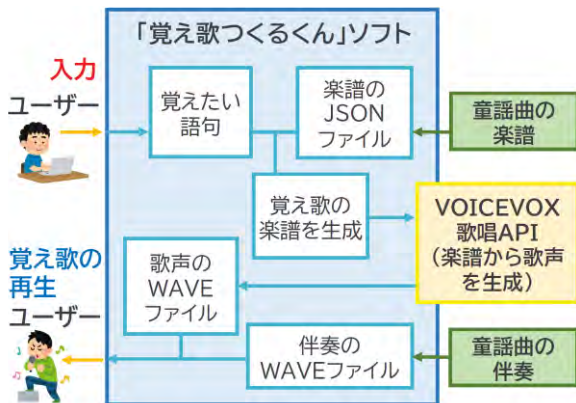 「覚え歌つくるくん」ソフト
入力
ユーザー
覚えたい
語句
楽譜の
JSON
ファイル
童謡曲の
楽譜
覚え歌の
楽譜を生成
VOICEVOX
歌唱API
(楽譜から歌声
を生成)
覚え歌の
再生
ユーザー
歌声の
WAVE
ファイル
伴奏の
WAVEファイル
童謡曲の
伴奏